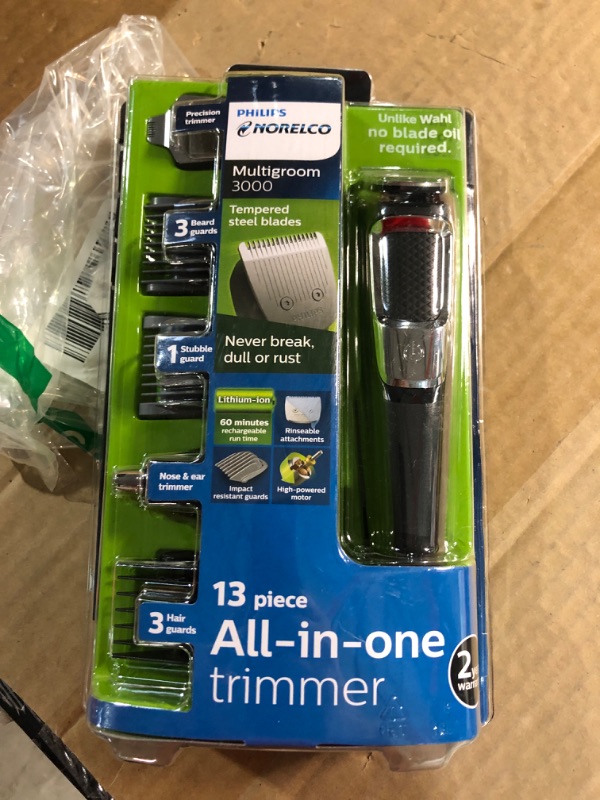 Precision
trimmer
PHILIPS
NORELCO
Multigroom
3000
Unlike Wahl
no blade oil
required.
3 Beard
guards
Tempered
steel blades
1 Stubble
guard
Never break,
dull or rust
Lithium-ion
60 minutes
rechargeable
run time
Rinseable
attachments
Nose & ear
trimmer
Impact
resistant guards
High-powered
motor
3 Hair
guards
13 piece
All-in-one
trimmer
2